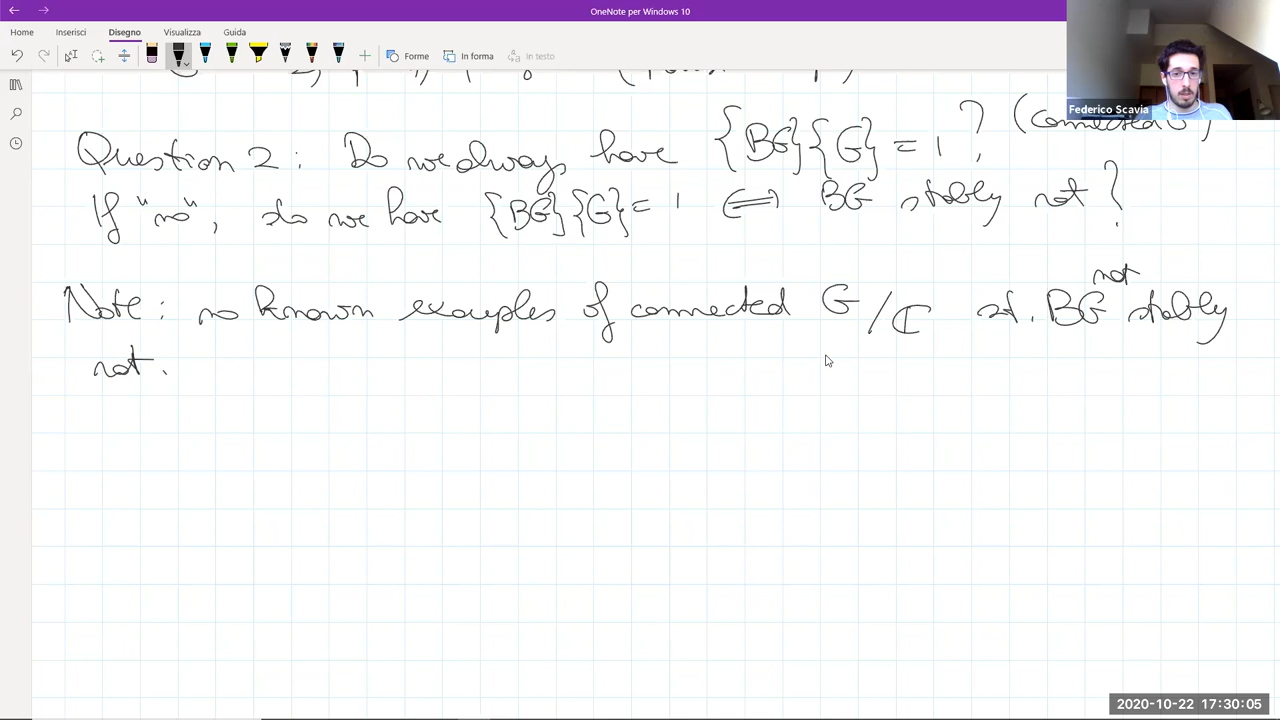 OneNote per Windows 10
Home Inserisci Disegno Visualizza Guida
Forme In forma In testo
Federico Scavia
Question 2: Do we always have {BG}{G} = 1 ? (connected G)
If "no", do we have {BG}{G} = 1 ⟺ BG stably rat ?
Note: no known examples of connected G/ℂ st. BG not stably
rat.
2020-10-22 17:30:05